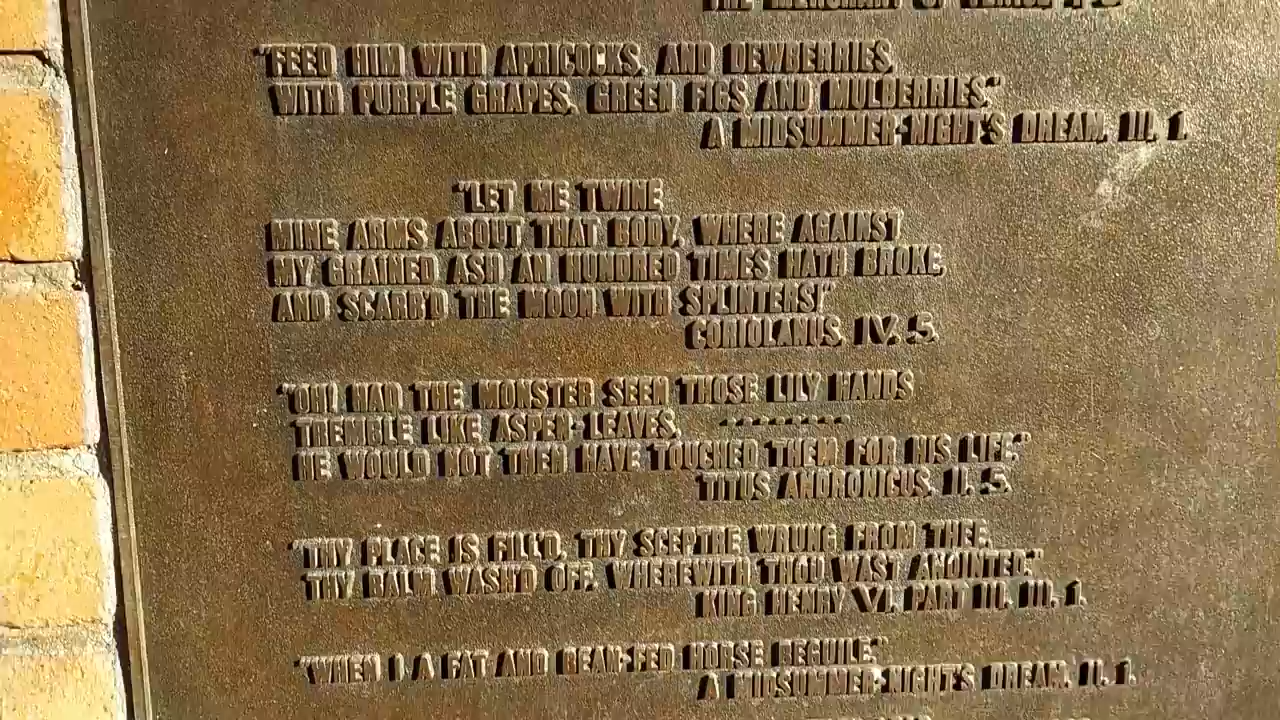 THE MERCHANT OF VENICE
"FEED HIM WITH APRICOCKS, AND DEWBERRIES,
WITH PURPLE GRAPES, GREEN FIGS AND MULBERRIES."
A MIDSUMMER-NIGHT'S DREAM, III. 1.
"LET ME TWINE
MINE ARMS ABOUT THAT BODY, WHERE AGAINST
MY GRAINED ASH AN HUNDRED TIMES HATH BROKE,
AND SCARR'D THE MOON WITH SPLINTERS!"
CORIOLANUS, IV. 5.
"OH! HAD THE MONSTER SEEN THOSE LILY HANDS
TREMBLE LIKE ASPEN-LEAVES, .........
HE WOULD NOT THEN HAVE TOUCHED THEM FOR HIS LIFE."
TITUS ANDRONICUS, II. 5.
"THY PLACE IS FILL'D, THY SCEPTRE WRUNG FROM THEE,
THY BALM WASH'D OFF, WHEREWITH THOU WAST ANOINTED."
KING HENRY VI, PART III. III. 1.
"WHEN I A FAT AND BEAN-FED HORSE BEGUILE."
A MIDSUMMER-NIGHT'S DREAM, II. 1.